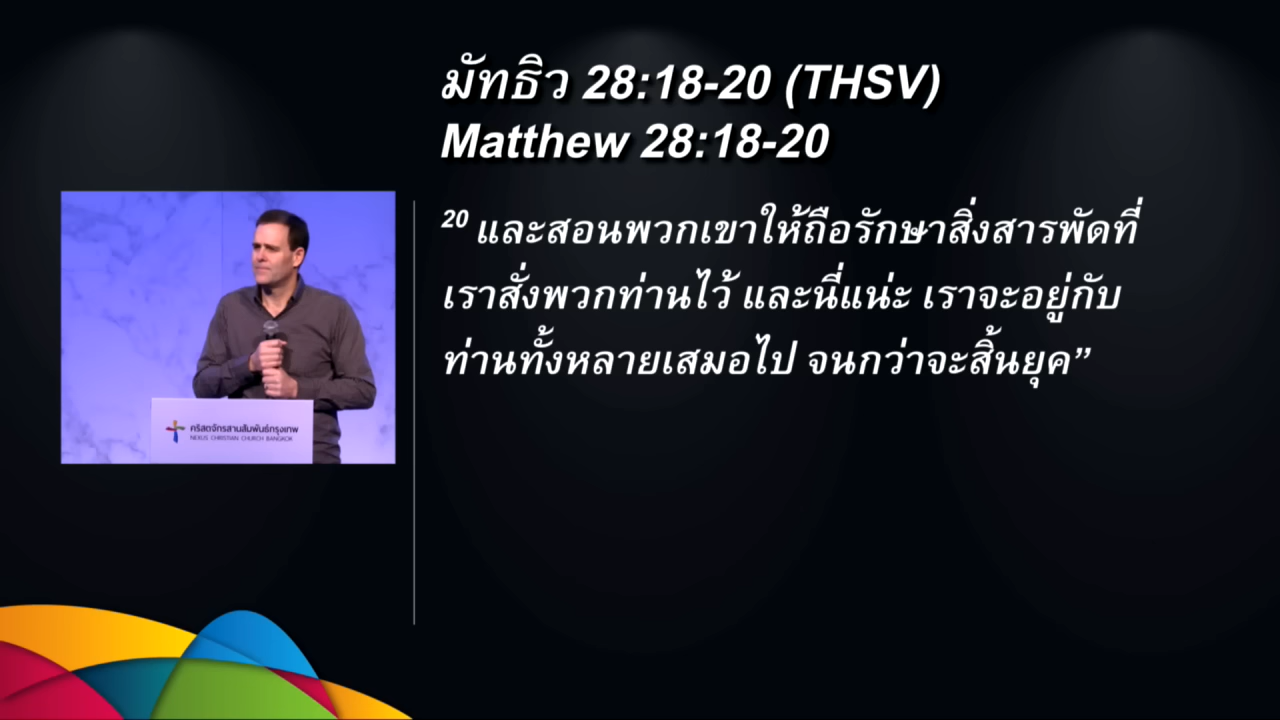 มัทธิว 28:18-20 (THSV)
Matthew 28:18-20
20 และสอนพวกเขาให้ถือรักษาสิ่งสารพัดที่
เราสั่งพวกท่านไว้ และนี่แน่ะ เราจะอยู่กับ
ท่านทั้งหลายเสมอไป จนกว่าจะสิ้นยุค”
คริสตจักรสานสัมพันธ์กรุงเทพ
NEXUS CHRISTIAN CHURCH BANGKOK